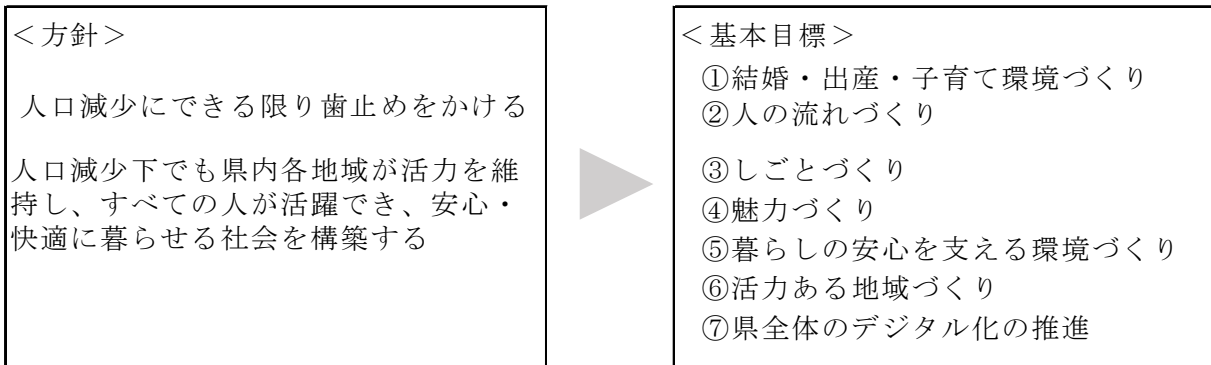 ＜方針＞
人口減少にできる限り歯止めをかける
人口減少下でも県内各地域が活力を維
持し、すべての人が活躍でき、安心・
快適に暮らせる社会を構築する
＜基本目標＞
①結婚・出産・子育て環境づくり
②人の流れづくり
③しごとづくり
④魅力づくり
⑤暮らしの安心を支える環境づくり
⑥活力ある地域づくり
⑦県全体のデジタル化の推進